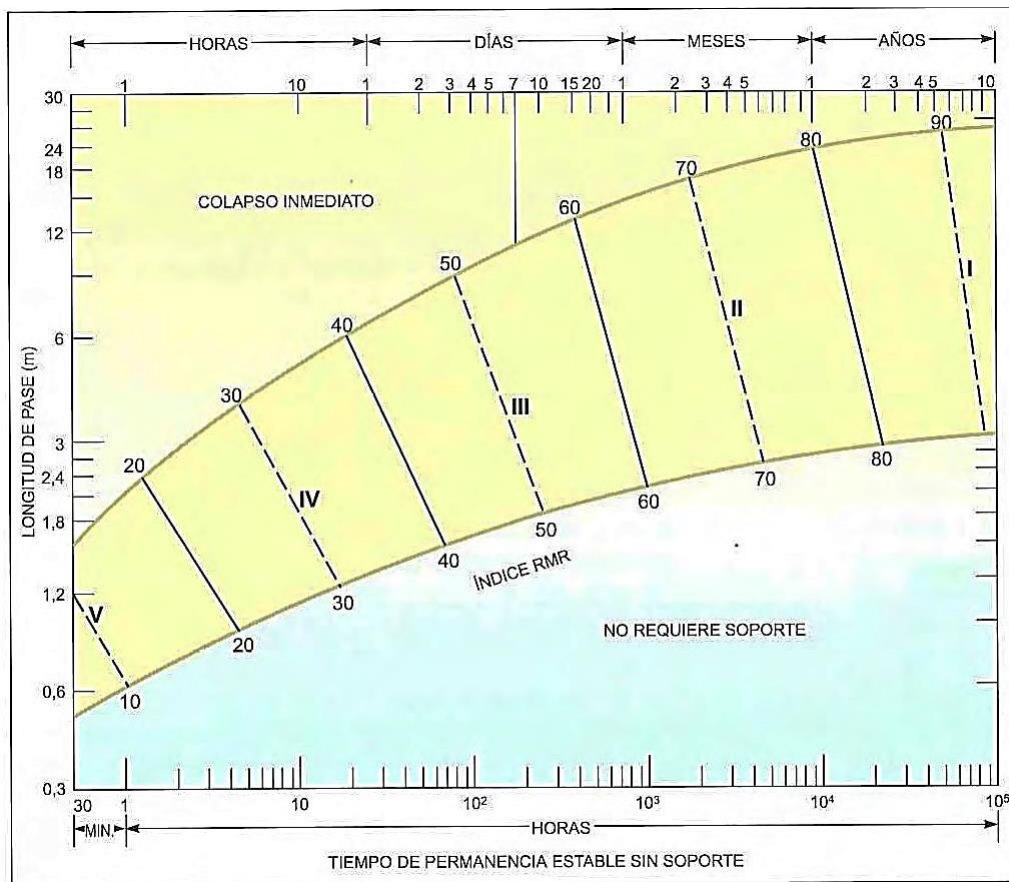 HORAS DÍAS MESES AÑOS
1 10 1 2 3 4 5 7 10 15 20 1 2 3 4 5 1 2 3 4 5 10
30
24
18
12
6
3
2,4
1,8
1,2
0,6
0,3
LONGITUD DE PASE (m)
COLAPSO INMEDIATO
20 30 40 50 60 70 80 90
V IV III II I
10 20 30 40 50 60 70 80
ÍNDICE RMR
NO REQUIERE SOPORTE
30 1 10 10² 10³ 10⁴ 10⁵
MIN. HORAS
TIEMPO DE PERMANENCIA ESTABLE SIN SOPORTE